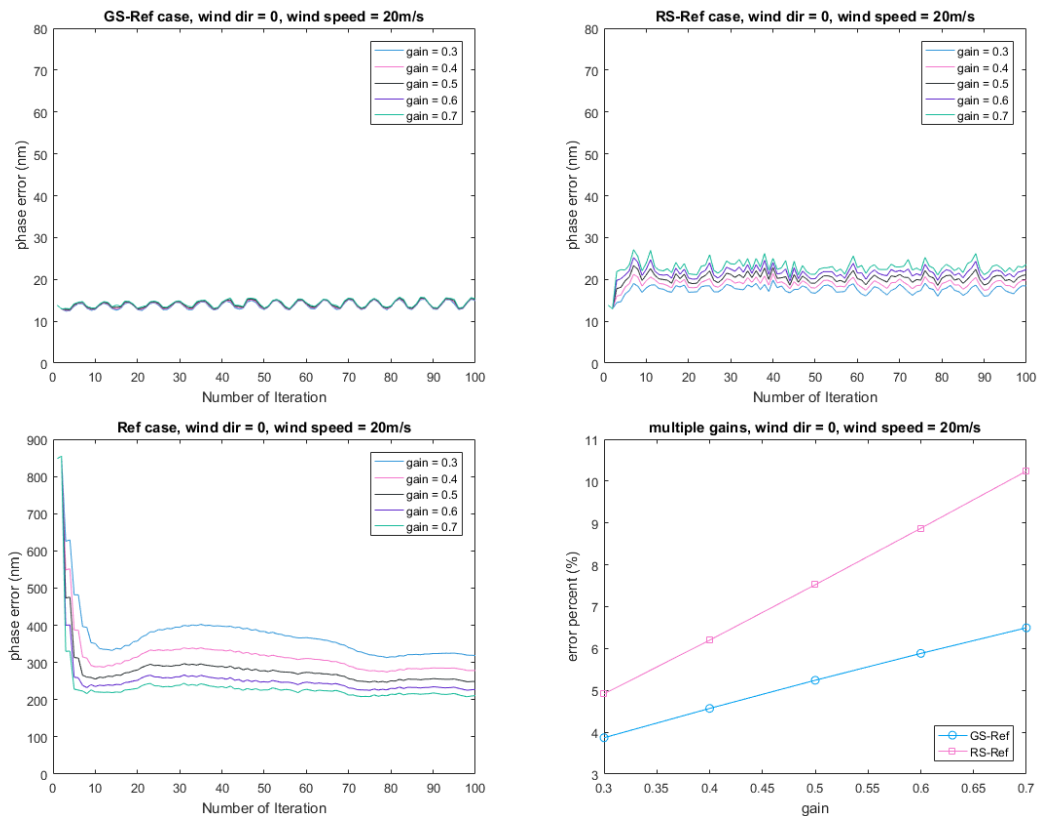 GS-Ref case, wind dir = 0, wind speed = 20m/s
80
70
60
50
40
30
20
10
0
phase error (nm)
gain = 0.3
gain = 0.4
gain = 0.5
gain = 0.6
gain = 0.7
0 10 20 30 40 50 60 70 80 90 100
Number of Iteration
RS-Ref case, wind dir = 0, wind speed = 20m/s
80
70
60
50
40
30
20
10
0
phase error (nm)
gain = 0.3
gain = 0.4
gain = 0.5
gain = 0.6
gain = 0.7
0 10 20 30 40 50 60 70 80 90 100
Number of Iteration
Ref case, wind dir = 0, wind speed = 20m/s
900
800
700
600
500
400
300
200
100
0
phase error (nm)
gain = 0.3
gain = 0.4
gain = 0.5
gain = 0.6
gain = 0.7
0 10 20 30 40 50 60 70 80 90 100
Number of Iteration
multiple gains, wind dir = 0, wind speed = 20m/s
11
10
9
8
7
6
5
4
3
error percent (%)
GS-Ref
RS-Ref
0.3 0.35 0.4 0.45 0.5 0.55 0.6 0.65 0.7
gain